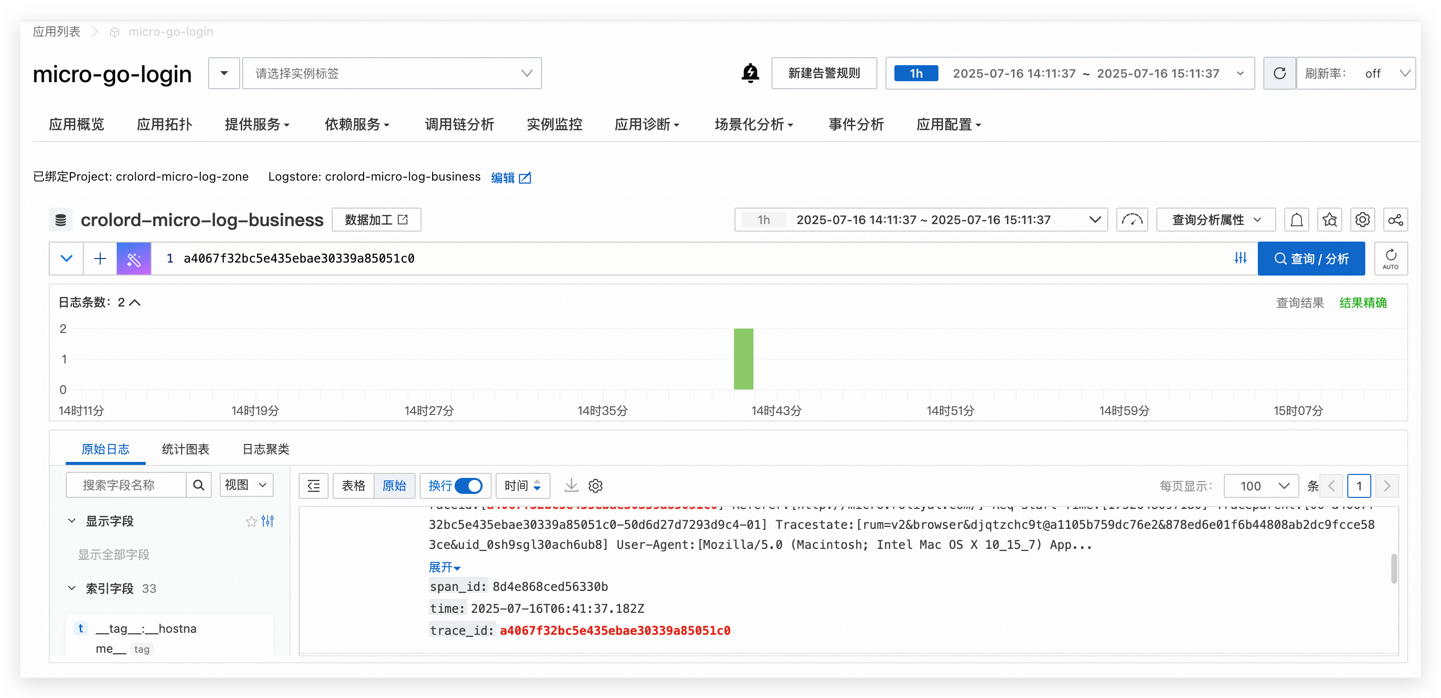 应用列表 micro-go-login
micro-go-login 请选择实例标签 新建告警规则 1h 2025-07-16 14:11:37 ~ 2025-07-16 15:11:37 刷新率: off
应用概览 应用拓扑 提供服务 依赖服务 调用链分析 实例监控 应用诊断 场景化分析 事件分析 应用配置
已绑定Project: crolord-micro-log-zone Logstore: crolord-micro-log-business 编辑
crolord-micro-log-business 数据加工 1h 2025-07-16 14:11:37 ~ 2025-07-16 15:11:37 查询分析属性
1 a4067f32bc5e435ebae30339a85051c0 查询 / 分析 AUTO
日志条数: 2 查询结果 结果精确
2
1
0
14时11分 14时19分 14时27分 14时35分 14时43分 14时51分 14时59分 15时07分
原始日志 统计图表 日志聚类
搜索字段名称 视图 表格 原始 换行 时间 每页显示: 100 条 1
显示字段
显示全部字段
索引字段 33
t __tag__:__hostna
me__ tag
32bc5e435ebae30339a85051c0-50d6d27d7293d9c4-01] Tracestate:[rum=v2&browser&djqtzchc9t@a1105b759dc76e2&878ed6e01f6b44808ab2dc9fcce58
3ce&uid_0sh9sgl30ach6ub8] User-Agent:[Mozilla/5.0 (Macintosh; Intel Mac OS X 10_15_7) App...
展开
span_id: 8d4e868ced56330b
time: 2025-07-16T06:41:37.182Z
trace_id: a4067f32bc5e435ebae30339a85051c0